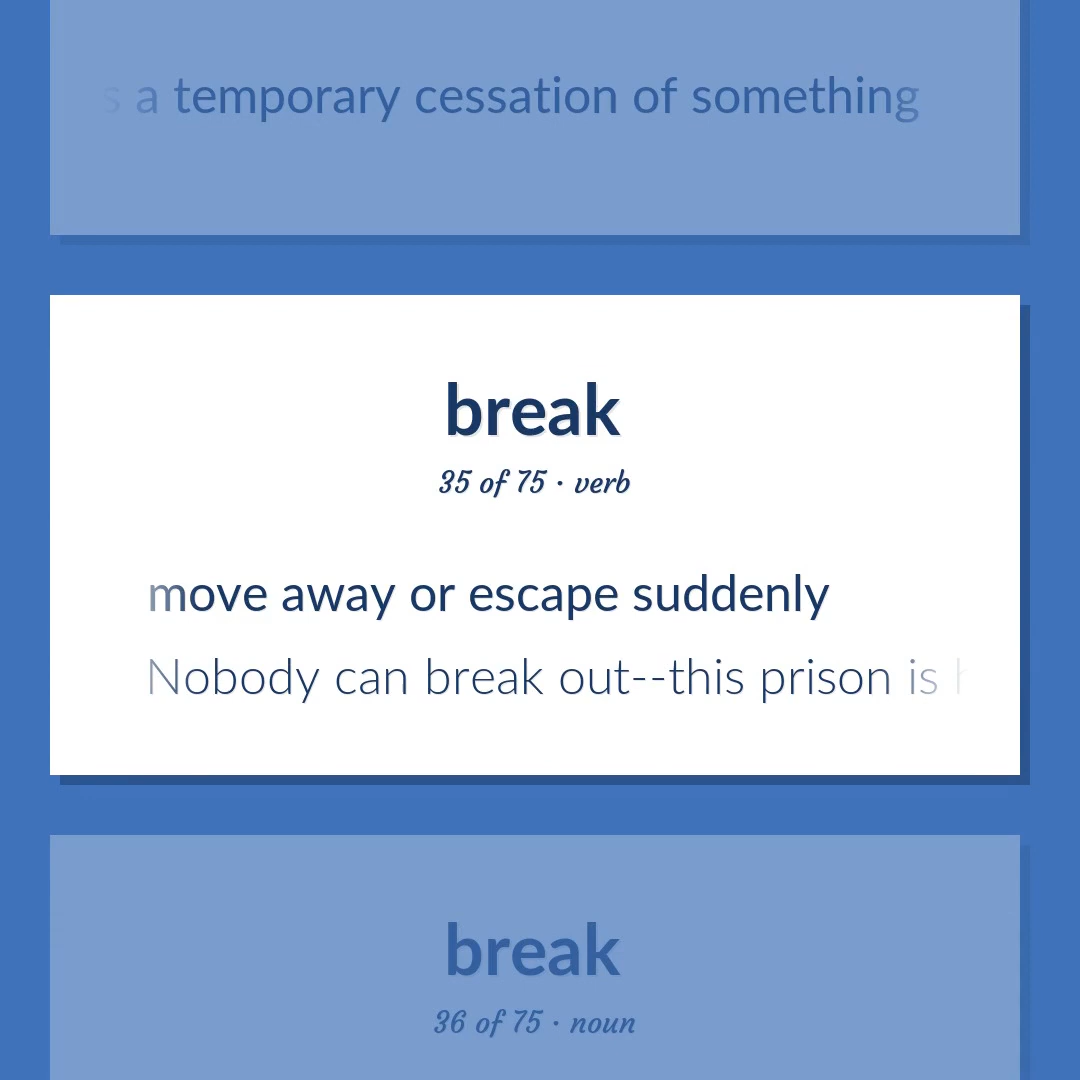 a temporary cessation of something
break
35 of 75 · verb
move away or escape suddenly
Nobody can break out--this prison is
break
36 of 75 · noun